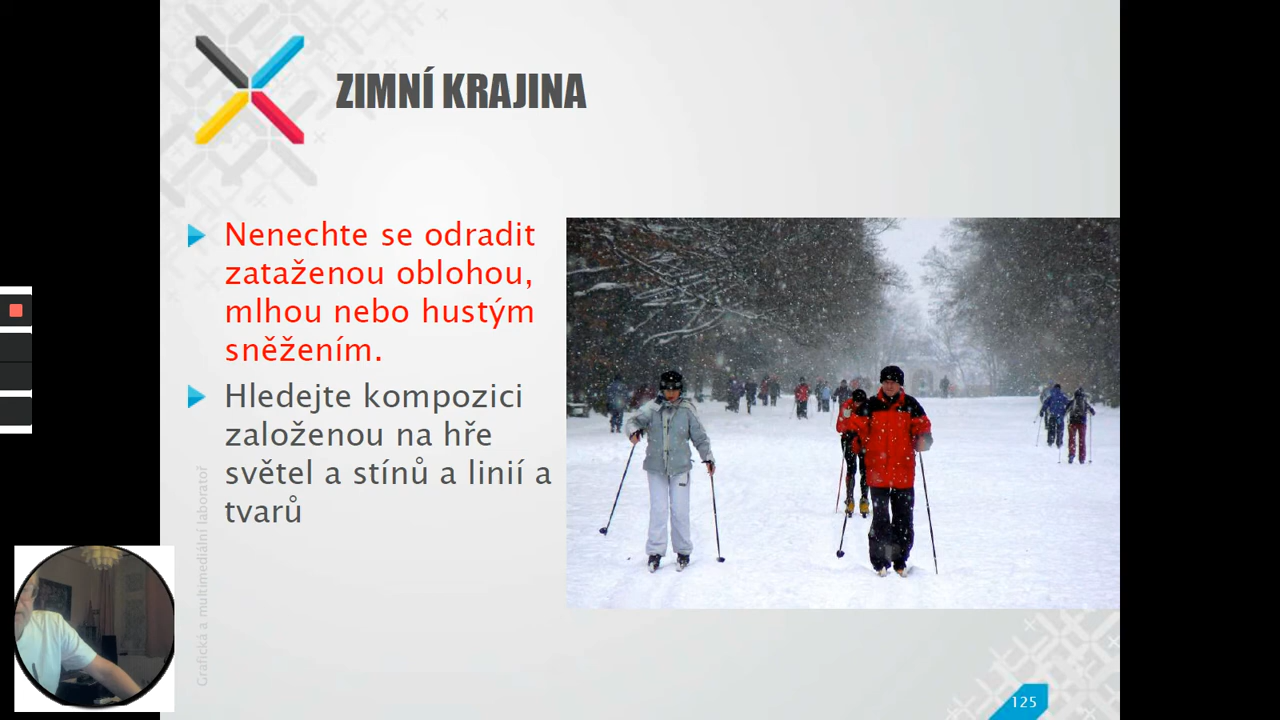 ZIMNÍ KRAJINA
Nenechte se odradit
zataženou oblohou,
mlhou nebo hustým
sněžením.
Hledejte kompozici
založenou na hře
světel a stínů a linií a
tvarů
Grafická a multimediální laboratoř
125